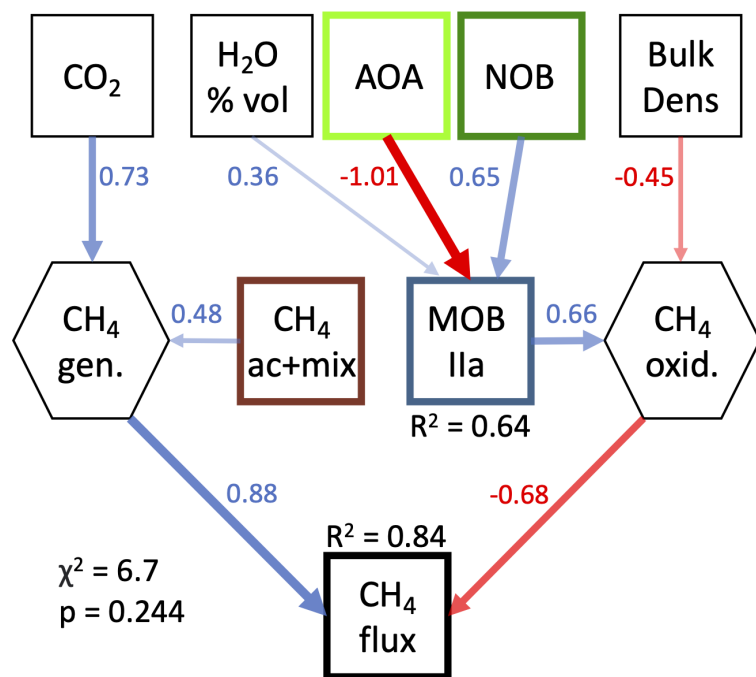 CO₂
H₂O
% vol
AOA
NOB
Bulk
Dens
0.73
0.36
-1.01
0.65
-0.45
CH₄
gen.
0.48
CH₄
ac+mix
MOB
IIa
0.66
CH₄
oxid.
R² = 0.64
0.88
-0.68
R² = 0.84
χ² = 6.7
p = 0.244
CH₄
flux